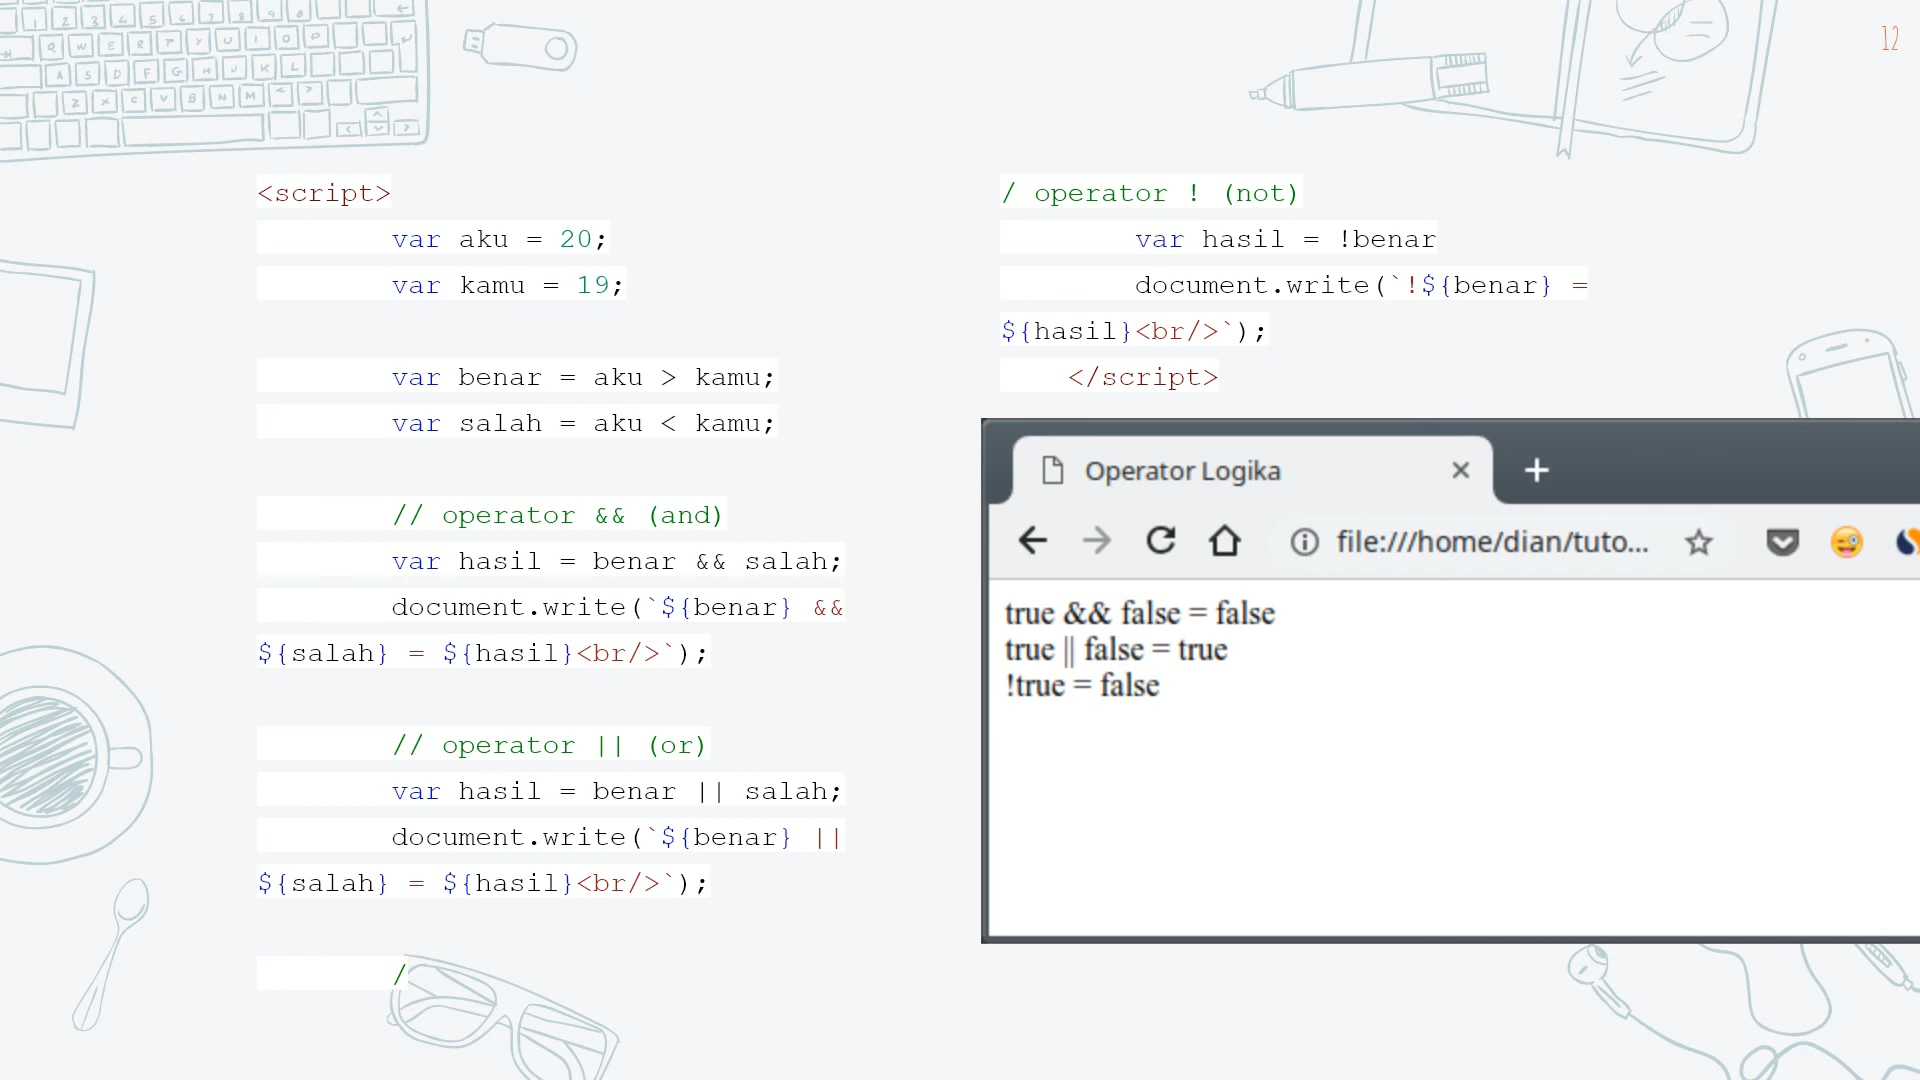 12
<script>
var aku = 20;
var kamu = 19;
var benar = aku > kamu;
var salah = aku < kamu;
// operator && (and)
var hasil = benar && salah;
document.write(`${benar} &&
${salah} = ${hasil}<br/>`);
// operator || (or)
var hasil = benar || salah;
document.write(`${benar} ||
${salah} = ${hasil}<br/>`);
/
/ operator ! (not)
var hasil = !benar
document.write(`!${benar} =
${hasil}<br/>`);
</script>
Operator Logika
file:///home/dian/tuto...
true && false = false
true || false = true
!true = false